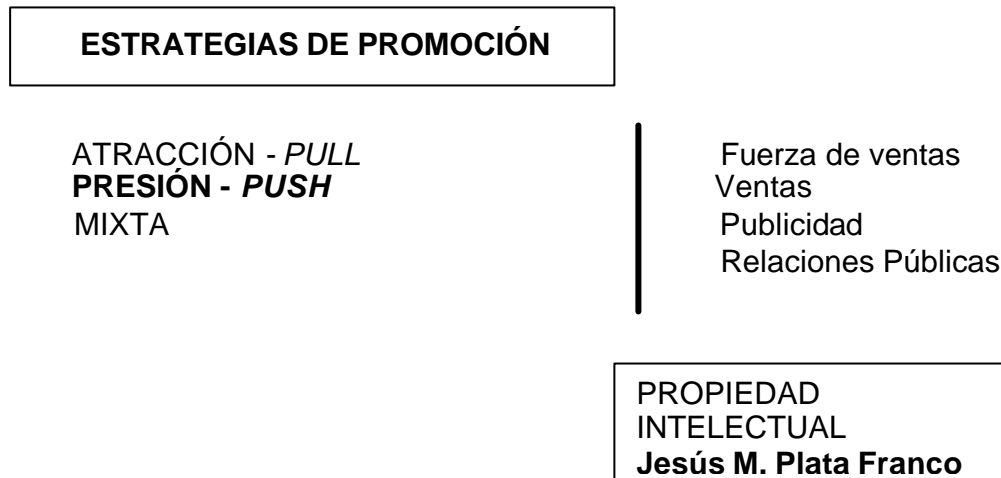 ESTRATEGIAS DE PROMOCIÓN
ATRACCIÓN - PULL
PRESIÓN - PUSH
MIXTA
Fuerza de ventas
Ventas
Publicidad
Relaciones Públicas
PROPIEDAD
INTELECTUAL
Jesús M. Plata Franco